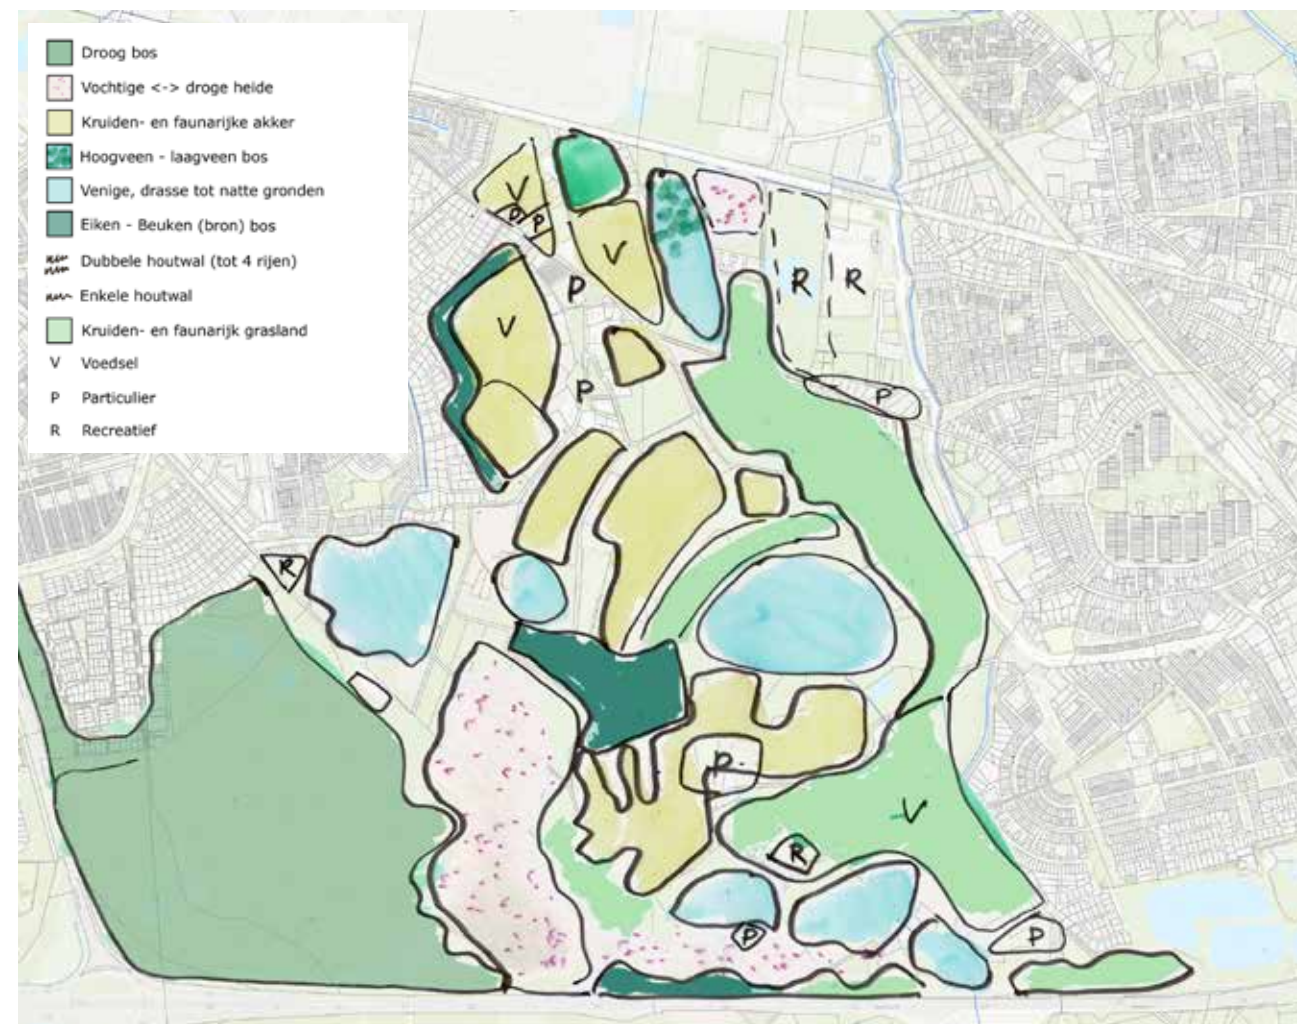 Droog bos
Vochtige <-> droge heide
Kruiden- en faunarijke akker
Hoogveen - laagveen bos
Venige, drasse tot natte gronden
Eiken - Beuken (bron) bos
Dubbele houtwal (tot 4 rijen)
Enkele houtwal
Kruiden- en faunarijk grasland
V Voedsel
P Particulier
R Recreatief
V
P
V
P
R
R
V
P
P
R
P
V
R
P
P